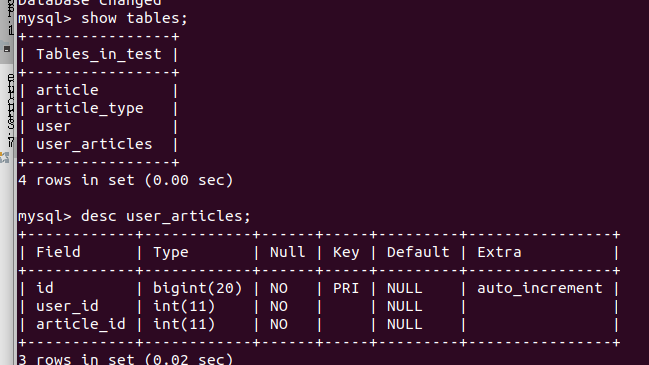 Database changed
mysql> show tables;
+----------------+
| Tables_in_test |
+----------------+
| article        |
| article_type   |
| user           |
| user_articles  |
+----------------+
4 rows in set (0.00 sec)

mysql> desc user_articles;
+------------+------------+------+-----+---------+----------------+
| Field      | Type       | Null | Key | Default | Extra          |
+------------+------------+------+-----+---------+----------------+
| id         | bigint(20) | NO   | PRI | NULL    | auto_increment |
| user_id    | int(11)    | NO   |     | NULL    |                |
| article_id | int(11)    | NO   |     | NULL    |                |
+------------+------------+------+-----+---------+----------------+
3 rows in set (0.02 sec)